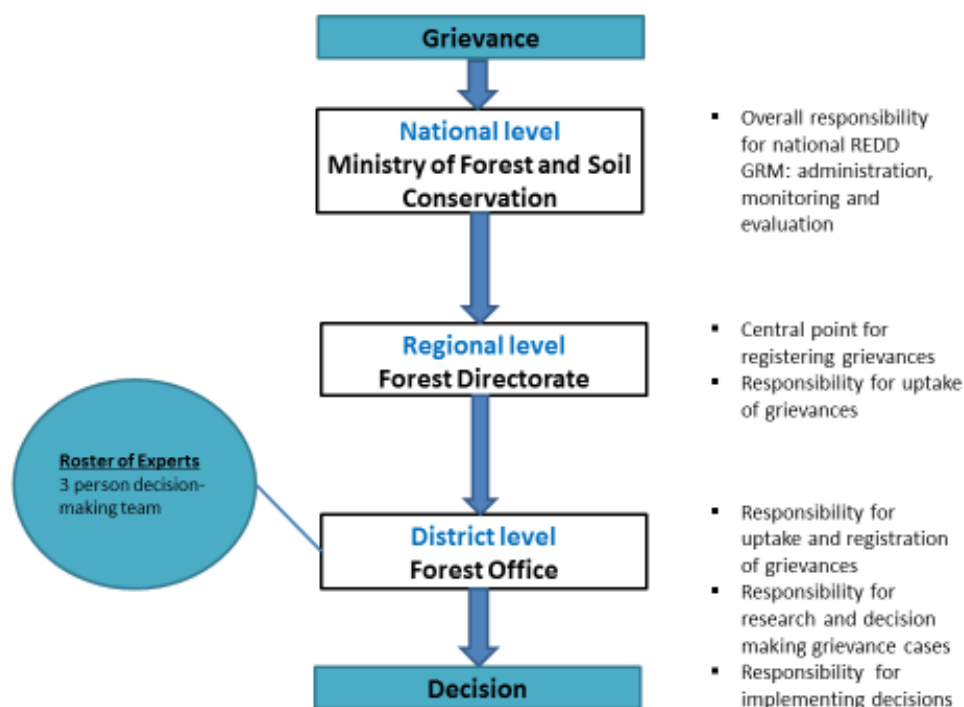 Grievance
National level
Ministry of Forest and Soil
Conservation
▪ Overall responsibility
for national REDD
GRM: administration,
monitoring and
evaluation
Regional level
Forest Directorate
▪ Central point for
registering grievances
▪ Responsibility for uptake
of grievances
Roster of Experts
3 person decision-
making team
District level
Forest Office
▪ Responsibility for
uptake and registration
of grievances
▪ Responsibility for
research and decision
making grievance cases
▪ Responsibility for
implementing decisions
Decision